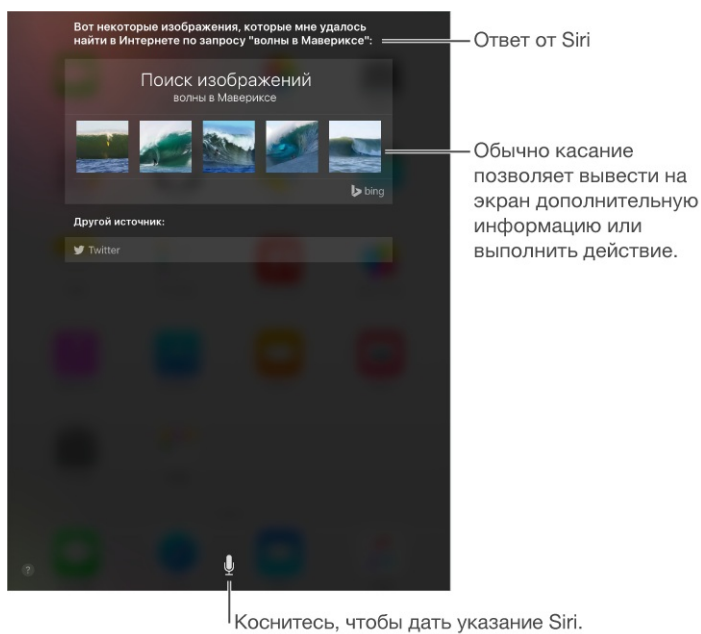 Вот некоторые изображения, которые мне удалось
найти в Интернете по запросу "волны в Мавериксе":
Ответ от Siri
Поиск изображений
волны в Мавериксе
Обычно касание
позволяет вывести на
экран дополнительную
информацию или
выполнить действие.
bing
Другой источник:
Twitter
?
Коснитесь, чтобы дать указание Siri.